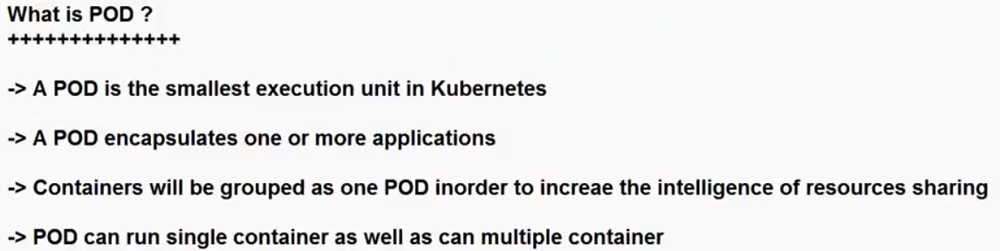 What is POD ?
++++++++++++++
-> A POD is the smallest execution unit in Kubernetes
-> A POD encapsulates one or more applications
-> Containers will be grouped as one POD inorder to increae the intelligence of resources sharing
-> POD can run single container as well as can multiple container